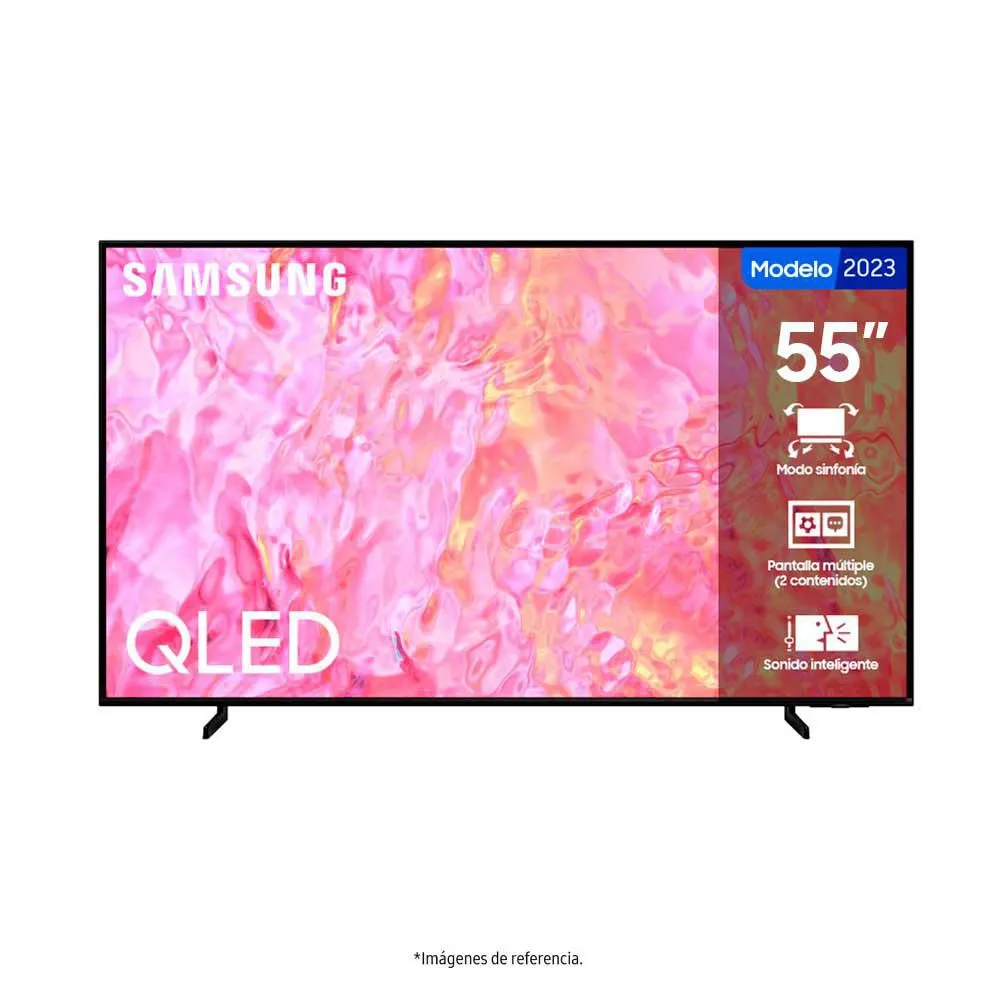 SAMSUNG
Modelo 2023
55"
Modo sinfonía
Pantalla múltiple
(2 contenidos)
Sonido inteligente
QLED
*Imágenes de referencia.